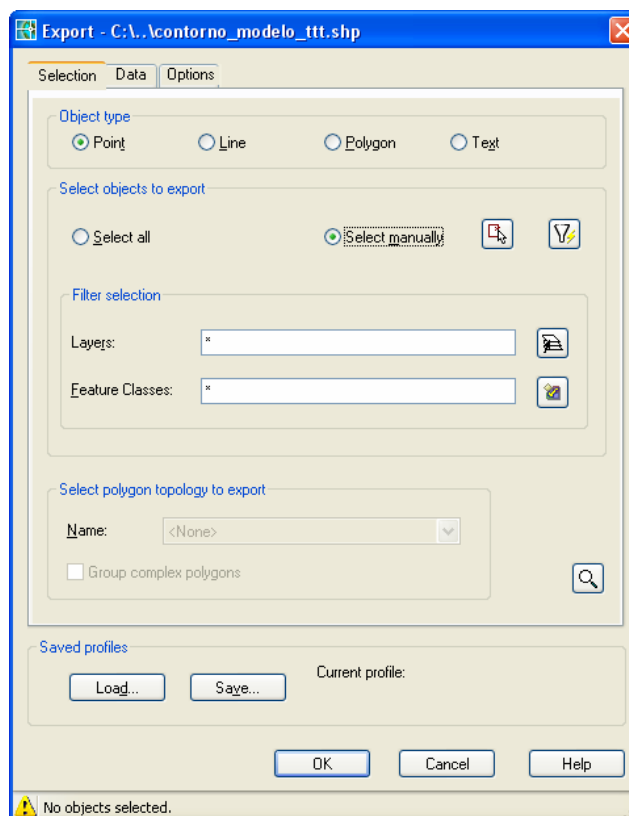 Export - C:\..\contorno_modelo_ttt.shp
Selection Data Options
Object type
Point Line Polygon Text
Select objects to export
Select all Select manually
Filter selection
Layers: *
Feature Classes: *
Select polygon topology to export
Name: <None>
Group complex polygons
Saved profiles
Load... Save... Current profile:
OK Cancel Help
No objects selected.